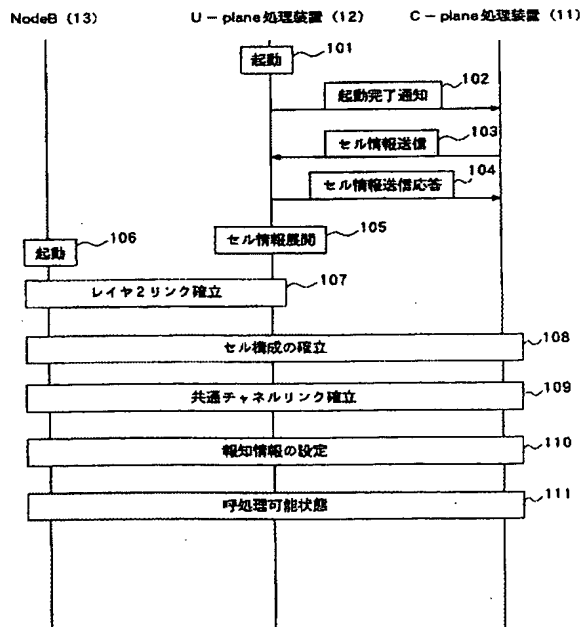 NodeB (13) U－plane処理装置 (12) C－plane処理装置 (11)
起動 101
起動完了通知 102
セル情報送信 103
セル情報送信応答 104
セル情報展開 105
起動 106
レイヤ2リンク確立 107
セル構成の確立 108
共通チャネルリンク確立 109
報知情報の設定 110
呼処理可能状態 111